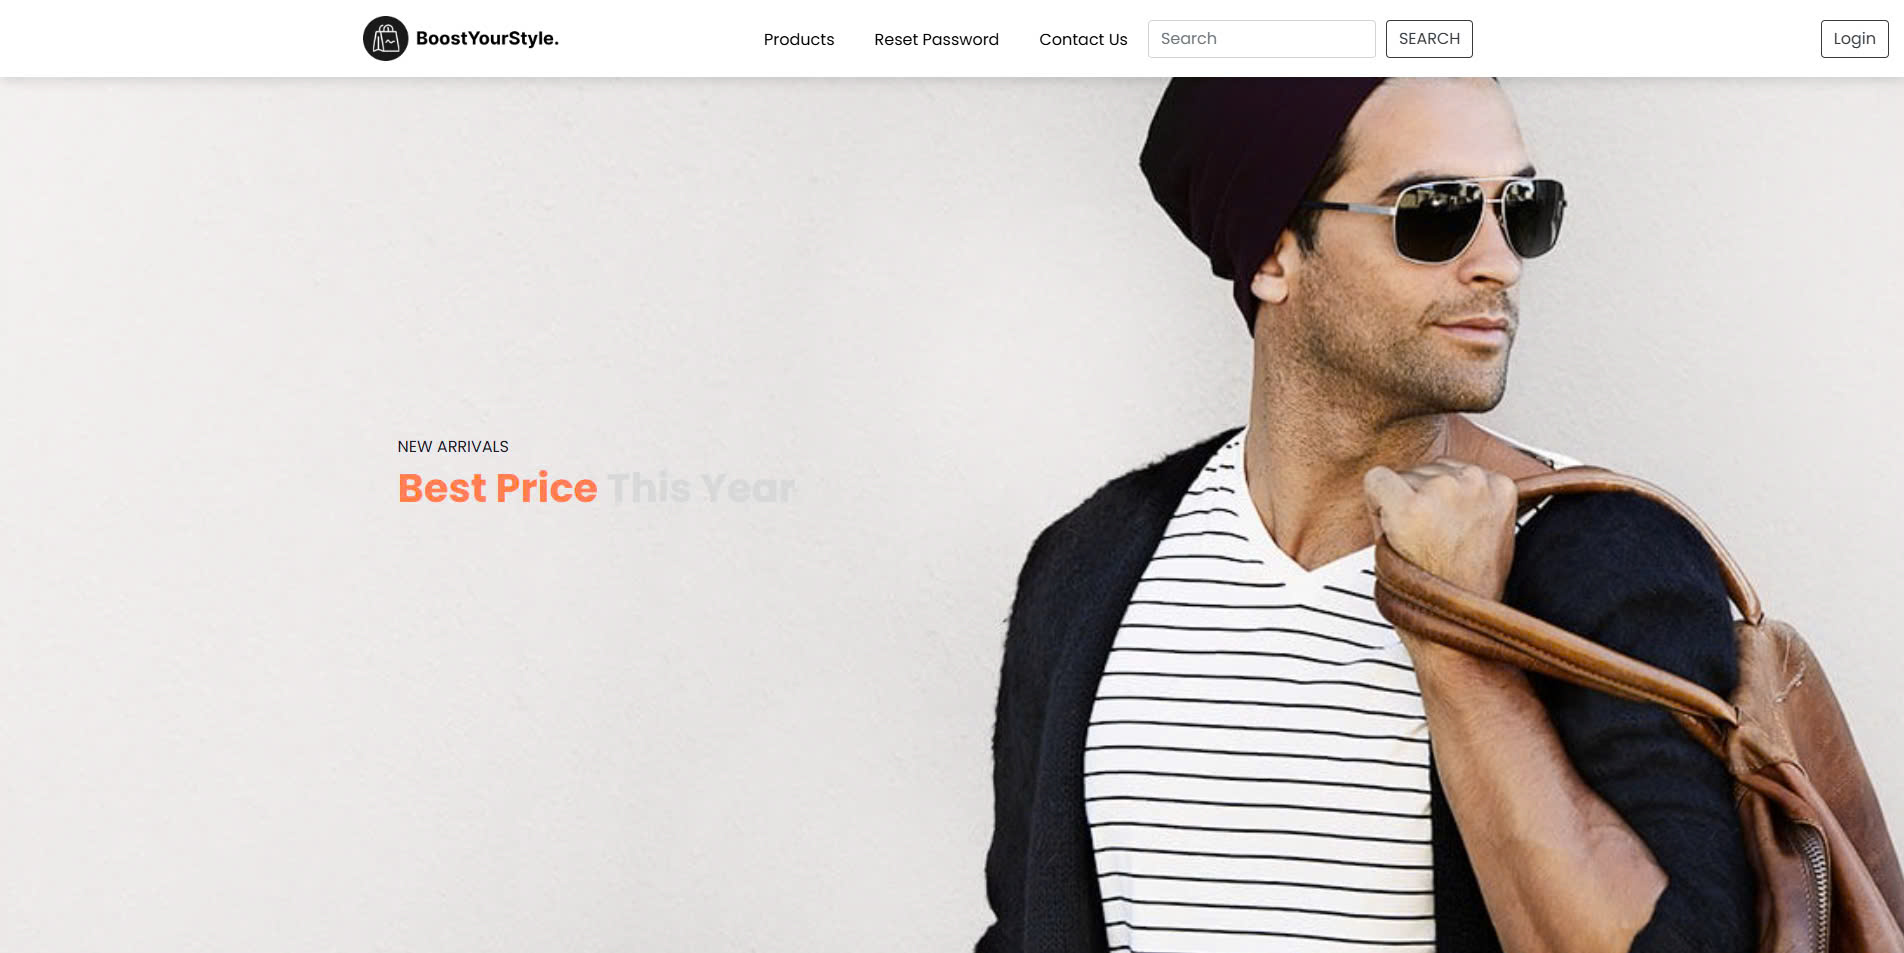 BoostYourStyle.
Products
Reset Password
Contact Us
Search
SEARCH
Login
NEW ARRIVALS
Best Price This Year